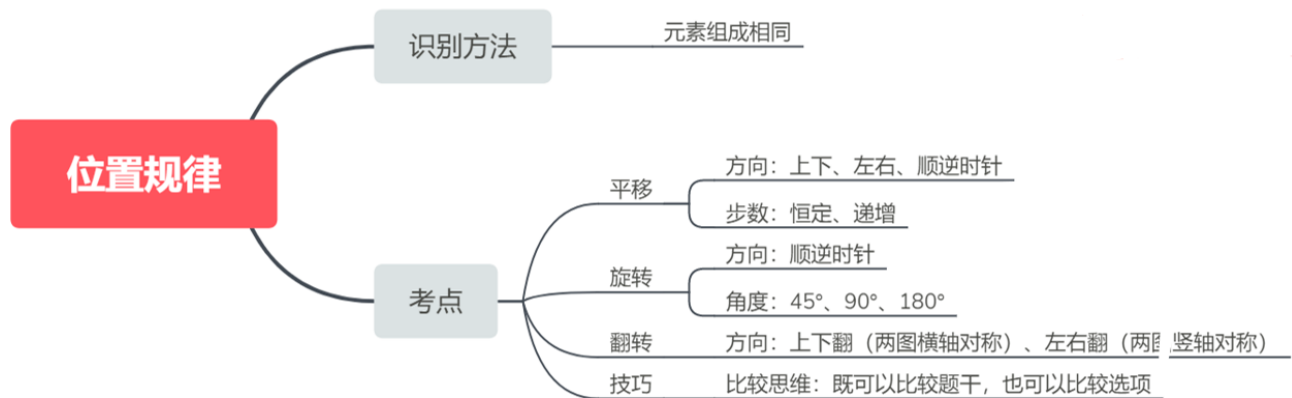 识别方法
元素组成相同
位置规律
考点
平移
方向：上下、左右、顺逆时针
步数：恒定、递增
旋转
方向：顺逆时针
角度：45°、90°、180°
翻转
方向：上下翻（两图横轴对称）、左右翻（两图竖轴对称）
技巧
比较思维：既可以比较题干，也可以比较选项